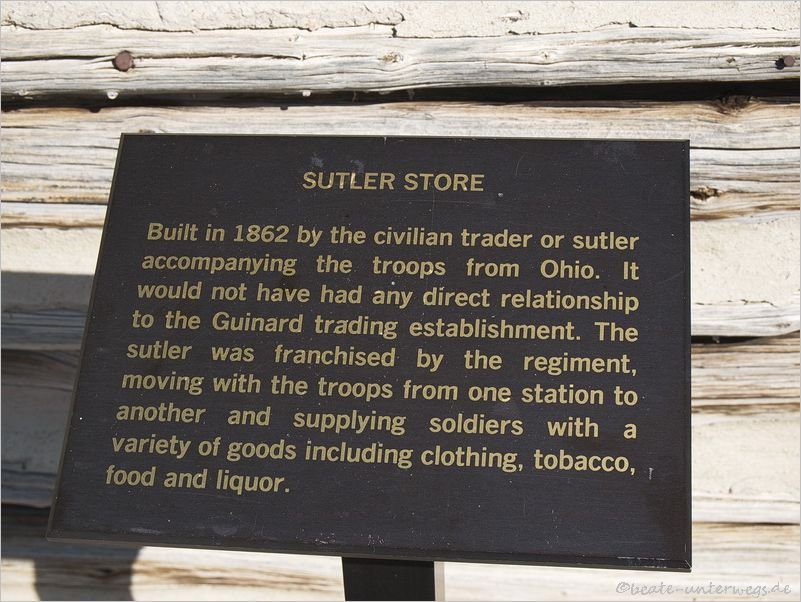 SUTLER STORE
Built in 1862 by the civilian trader or sutler
accompanying the troops from Ohio. It
would not have had any direct relationship
to the Guinard trading establishment. The
sutler was franchised by the regiment,
moving with the troops from one station to
another and supplying soldiers with a
variety of goods including clothing, tobacco,
food and liquor.
©beate-unterwegs.de